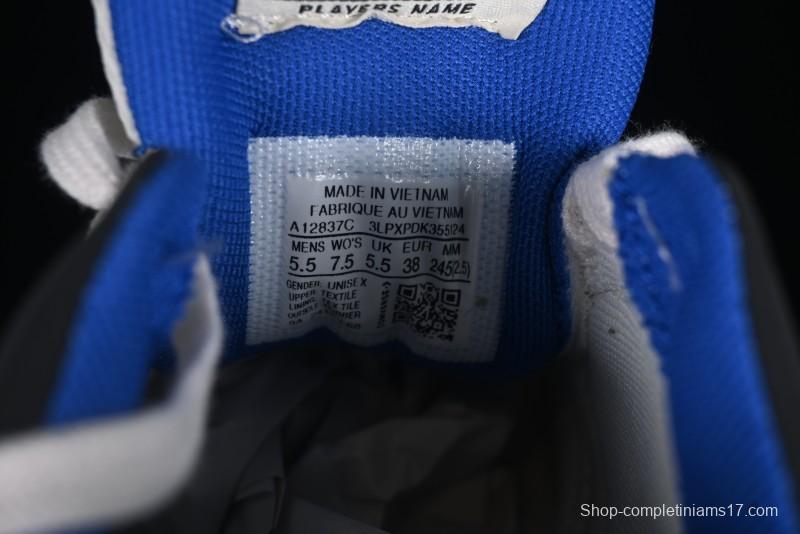 PLAYERS NAME
MADE IN VIETNAM
FABRIQUE AU VIETNAM
A12837C 3LPXPDK355124
MENS WO'S UK EUR MM
5.5 7.5 5.5 38 245(2.5)
GENDER: UNISEX
UPPER: TEXTILE
LINING:
Shop-completiniams17.com